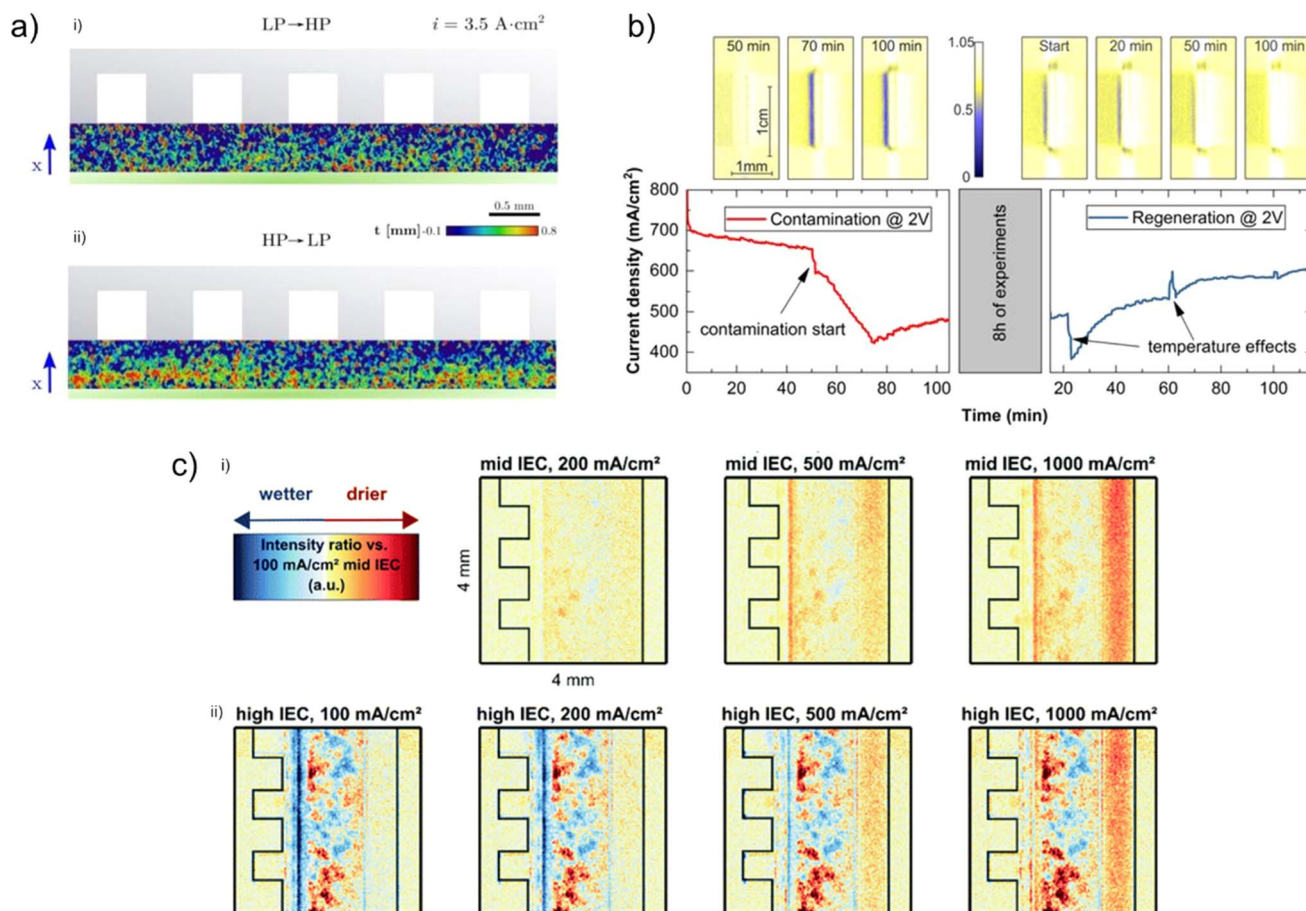 a)
i)
LP→HP
i = 3.5 A·cm²
x
0.5 mm
t [mm] -0.1
0.8
ii)
HP→LP
x
b)
50 min
70 min
100 min
1cm
1mm
1.05
0.5
0
Start
20 min
50 min
100 min
Current density (mA/cm²)
800
700
600
500
400
Contamination @ 2V
contamination start
0
20
40
60
80
100
8h of experiments
Regeneration @ 2V
temperature effects
20
40
60
80
100
Time (min)
c)
i)
wetter
drier
Intensity ratio vs.
100 mA/cm² mid IEC
(a.u.)
mid IEC, 200 mA/cm²
mid IEC, 500 mA/cm²
mid IEC, 1000 mA/cm²
4 mm
4 mm
ii)
high IEC, 100 mA/cm²
high IEC, 200 mA/cm²
high IEC, 500 mA/cm²
high IEC, 1000 mA/cm²